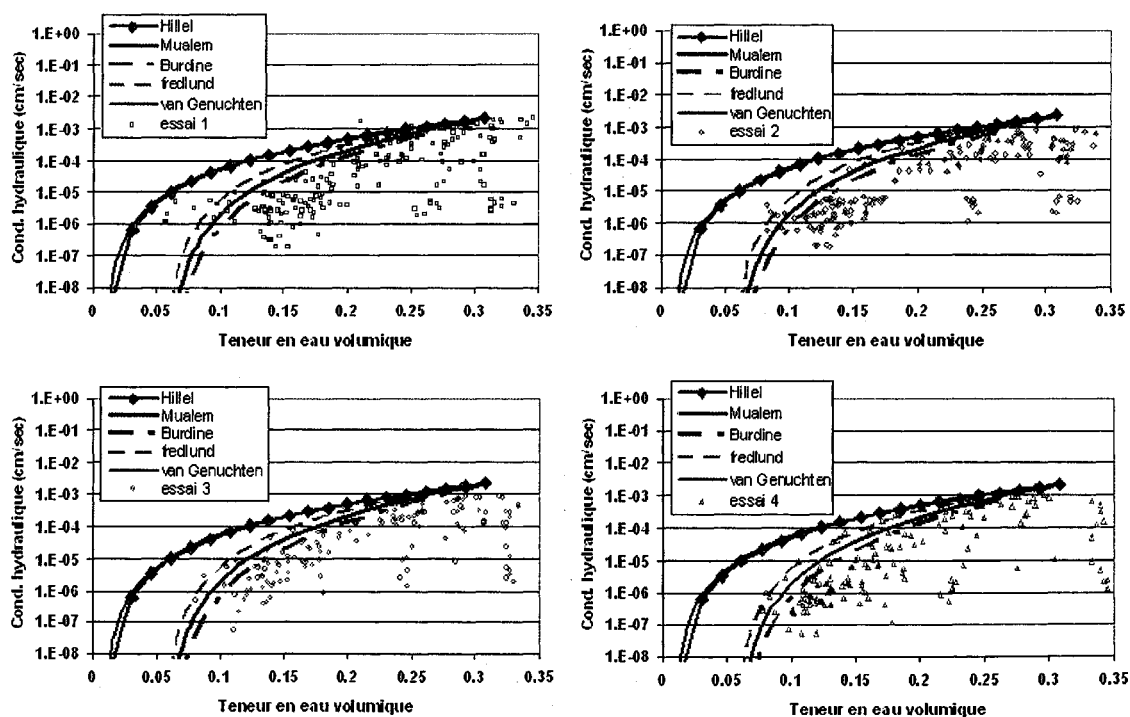 Hillel
Mualem
Burdine
fredlund
van Genuchten
essai 1
Cond. hydraulique (cm/sec)
1.E+00
1.E-01
1.E-02
1.E-03
1.E-04
1.E-05
1.E-06
1.E-07
1.E-08
0 0.05 0.1 0.15 0.2 0.25 0.3 0.35
Teneur en eau volumique
Hillel
Mualem
Burdine
fredlund
van Genuchten
essai 2
Cond. hydraulique (cm/sec)
1.E+00
1.E-01
1.E-02
1.E-03
1.E-04
1.E-05
1.E-06
1.E-07
1.E-08
0 0.05 0.1 0.15 0.2 0.25 0.3 0.35
Teneur en eau volumique
Hillel
Mualem
Burdine
fredlund
van Genuchten
essai 3
Cond. hydraulique (cm/sec)
1.E+00
1.E-01
1.E-02
1.E-03
1.E-04
1.E-05
1.E-06
1.E-07
1.E-08
0 0.05 0.1 0.15 0.2 0.25 0.3 0.35
Teneur en eau volumique
Hillel
Mualem
Burdine
fredlund
van Genuchten
essai 4
Cond. hydraulique (cm/sec)
1.E+00
1.E-01
1.E-02
1.E-03
1.E-04
1.E-05
1.E-06
1.E-07
1.E-08
0 0.05 0.1 0.15 0.2 0.25 0.3 0.35
Teneur en eau volumique